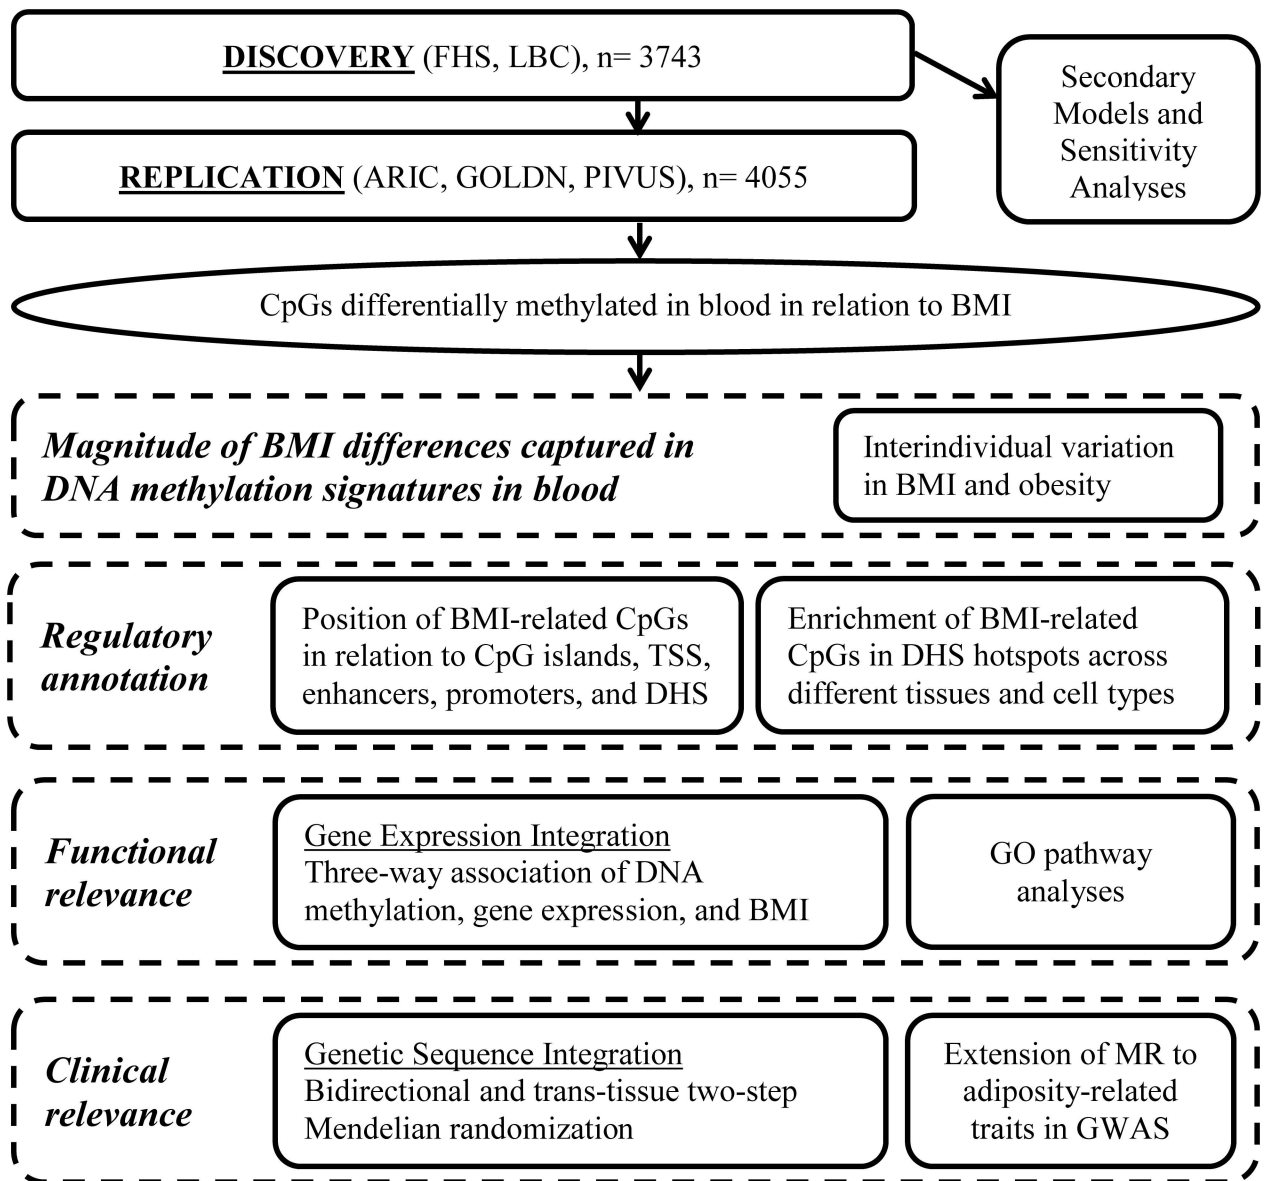 DISCOVERY (FHS, LBC), n= 3743
Secondary
Models and
Sensitivity
Analyses
REPLICATION (ARIC, GOLDN, PIVUS), n= 4055
CpGs differentially methylated in blood in relation to BMI
Magnitude of BMI differences captured in
DNA methylation signatures in blood
Interindividual variation
in BMI and obesity
Regulatory
annotation
Position of BMI-related CpGs
in relation to CpG islands, TSS,
enhancers, promoters, and DHS
Enrichment of BMI-related
CpGs in DHS hotspots across
different tissues and cell types
Functional
relevance
Gene Expression Integration
Three-way association of DNA
methylation, gene expression, and BMI
GO pathway
analyses
Clinical
relevance
Genetic Sequence Integration
Bidirectional and trans-tissue two-step
Mendelian randomization
Extension of MR to
adiposity-related
traits in GWAS